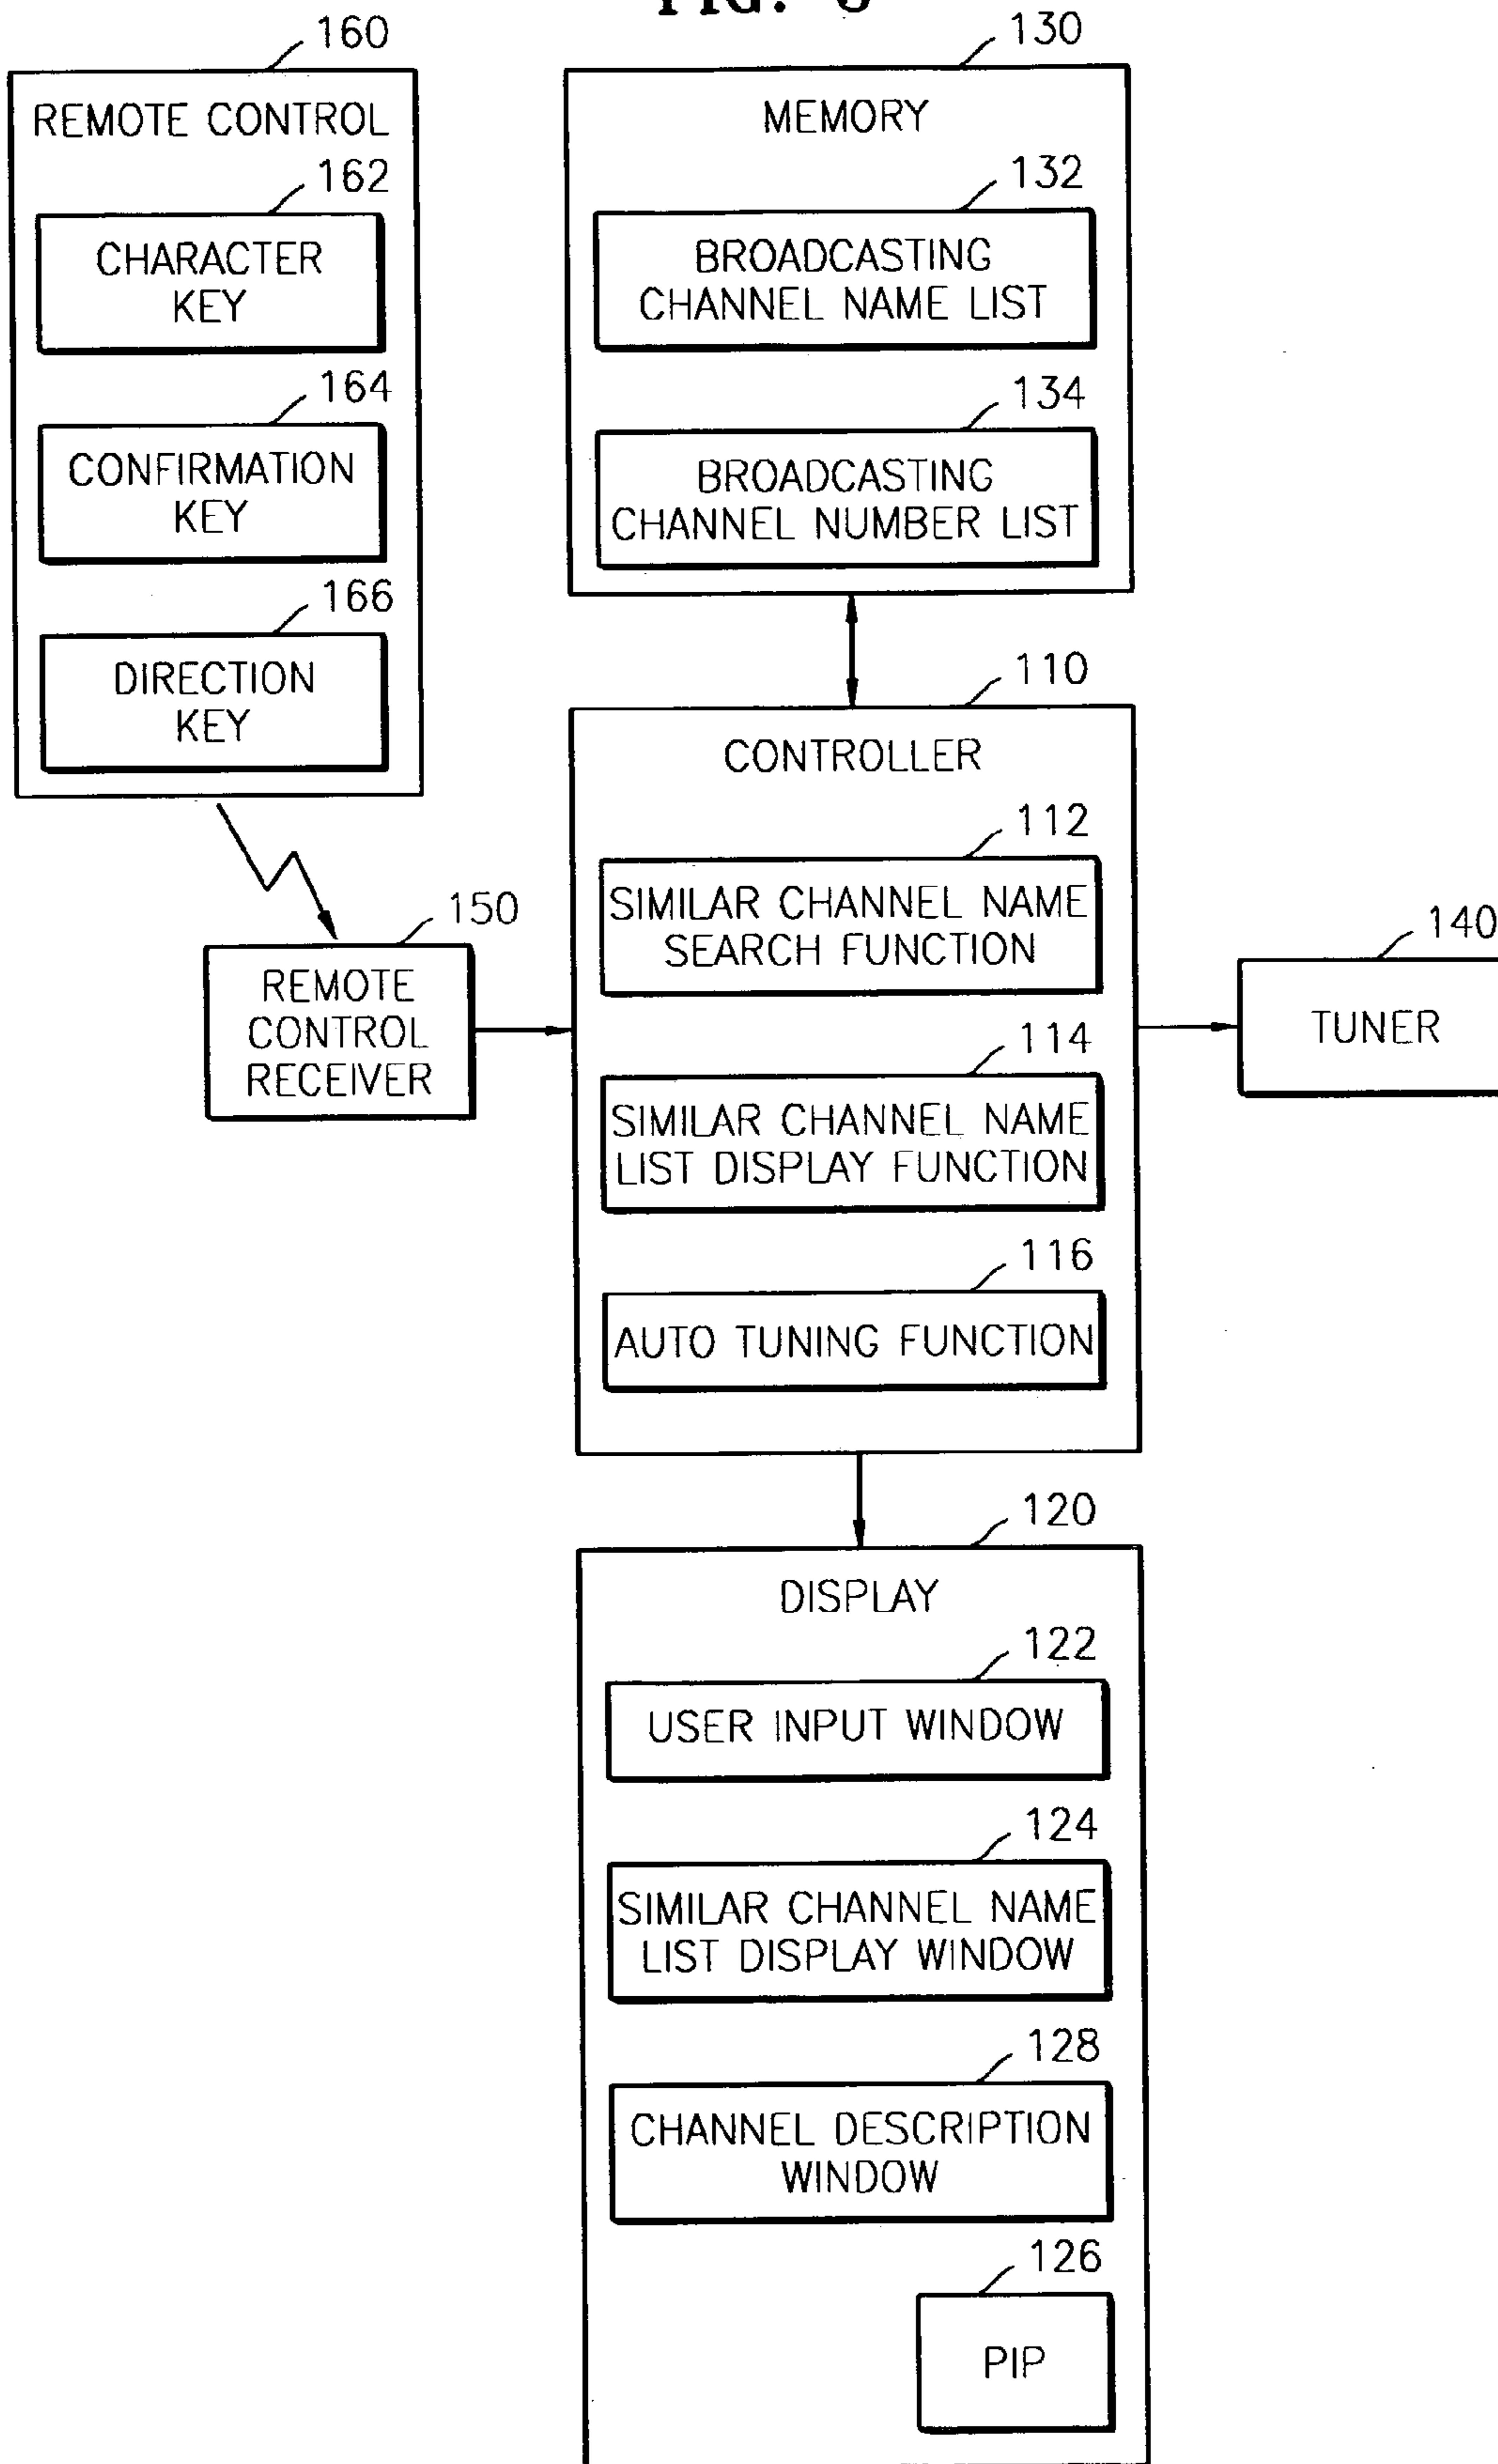 160
REMOTE CONTROL
162
CHARACTER
KEY
164
CONFIRMATION
KEY
166
DIRECTION
KEY
130
MEMORY
132
BROADCASTING
CHANNEL NAME LIST
134
BROADCASTING
CHANNEL NUMBER LIST
110
CONTROLLER
112
SIMILAR CHANNEL NAME
SEARCH FUNCTION
114
SIMILAR CHANNEL NAME
LIST DISPLAY FUNCTION
116
AUTO TUNING FUNCTION
150
REMOTE
CONTROL
RECEIVER
140
TUNER
120
DISPLAY
122
USER INPUT WINDOW
124
SIMILAR CHANNEL NAME
LIST DISPLAY WINDOW
128
CHANNEL DESCRIPTION
WINDOW
126
PIP